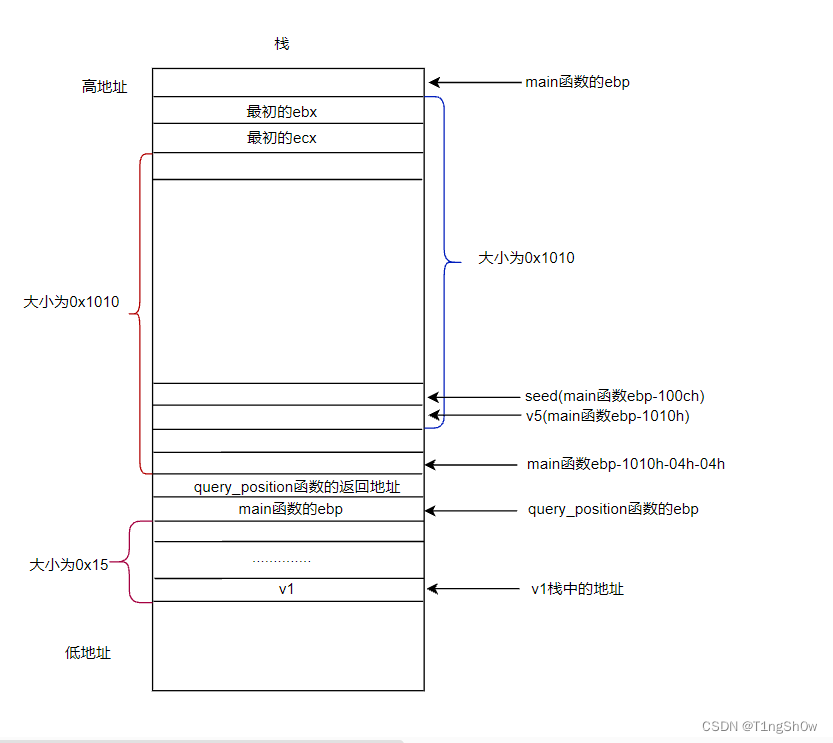 栈
高地址
main函数的ebp
最初的ebx
最初的ecx
大小为0x1010
大小为0x1010
seed(main函数ebp-100ch)
v5(main函数ebp-1010h)
main函数ebp-1010h-04h-04h
query_position函数的返回地址
main函数的ebp
query_position函数的ebp
大小为0x15
..............
v1
v1栈中的地址
低地址
CSDN @T1ngSh0w